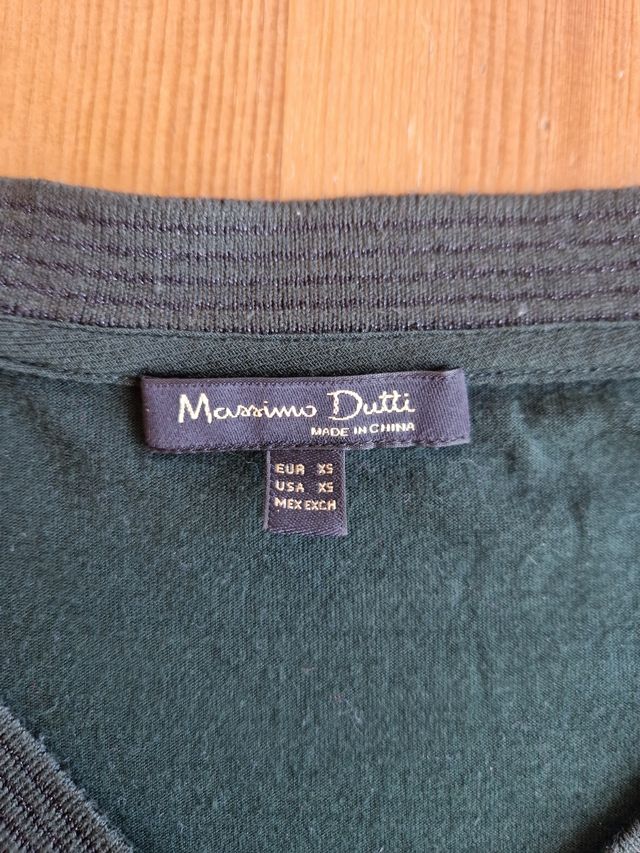 Massimo Dutti
MADE IN CHINA
EUR XS
USA XS
MEX EXCH